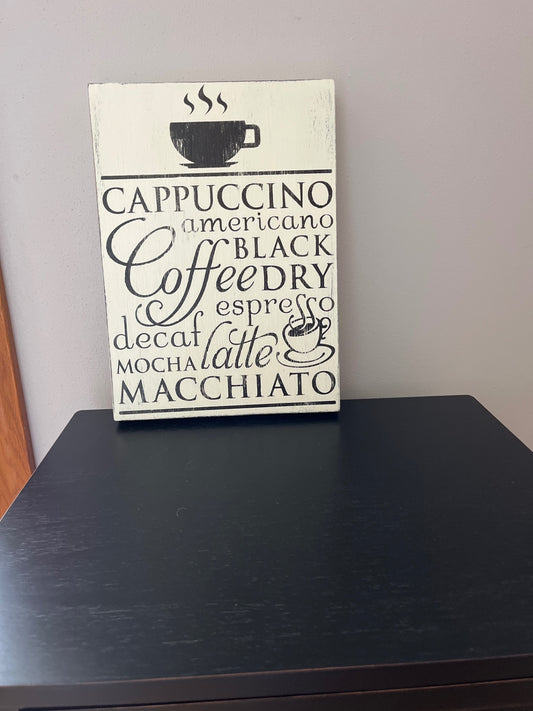 CAPPUCCINO
americano
BLACK
Coffee DRY
espresso
decaf latte
MOCHA
MACCHIATO